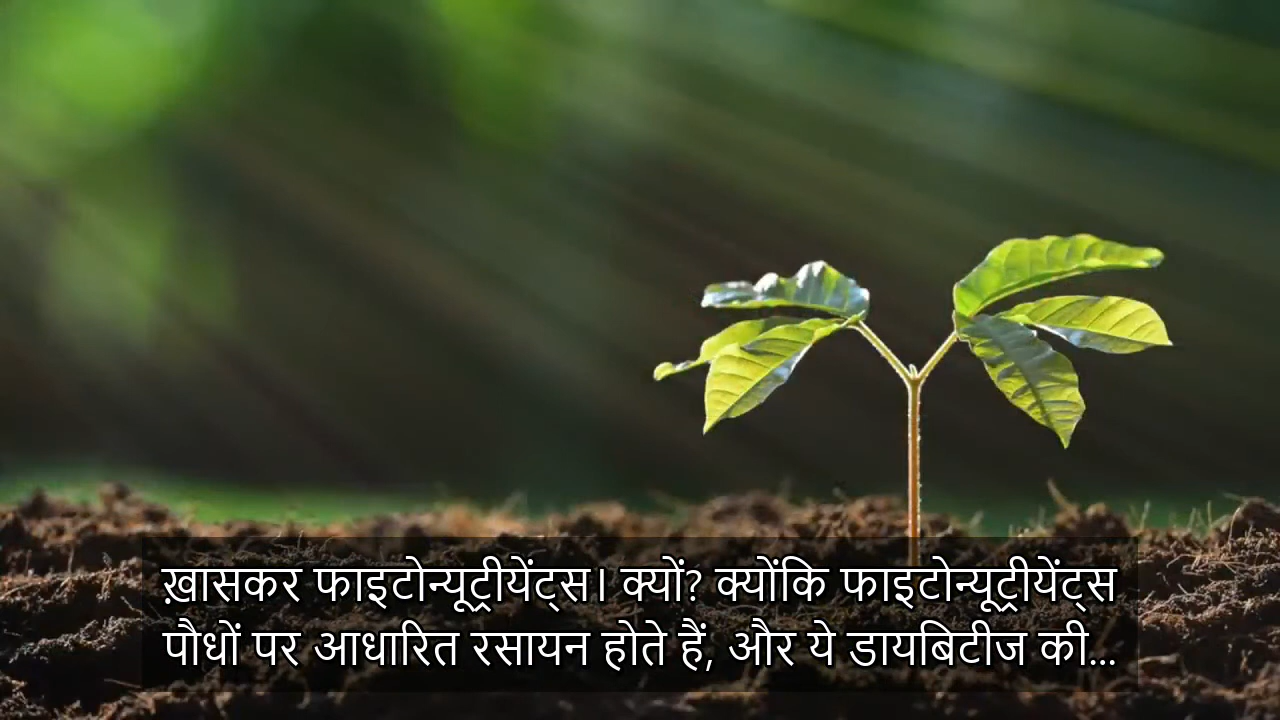 ख़ासकर फाइटोन्यूट्रीयेंट्स। क्यों? क्योंकि फाइटोन्यूट्रीयेंट्स
पौधों पर आधारित रसायन होते हैं, और ये डायबिटीज की...